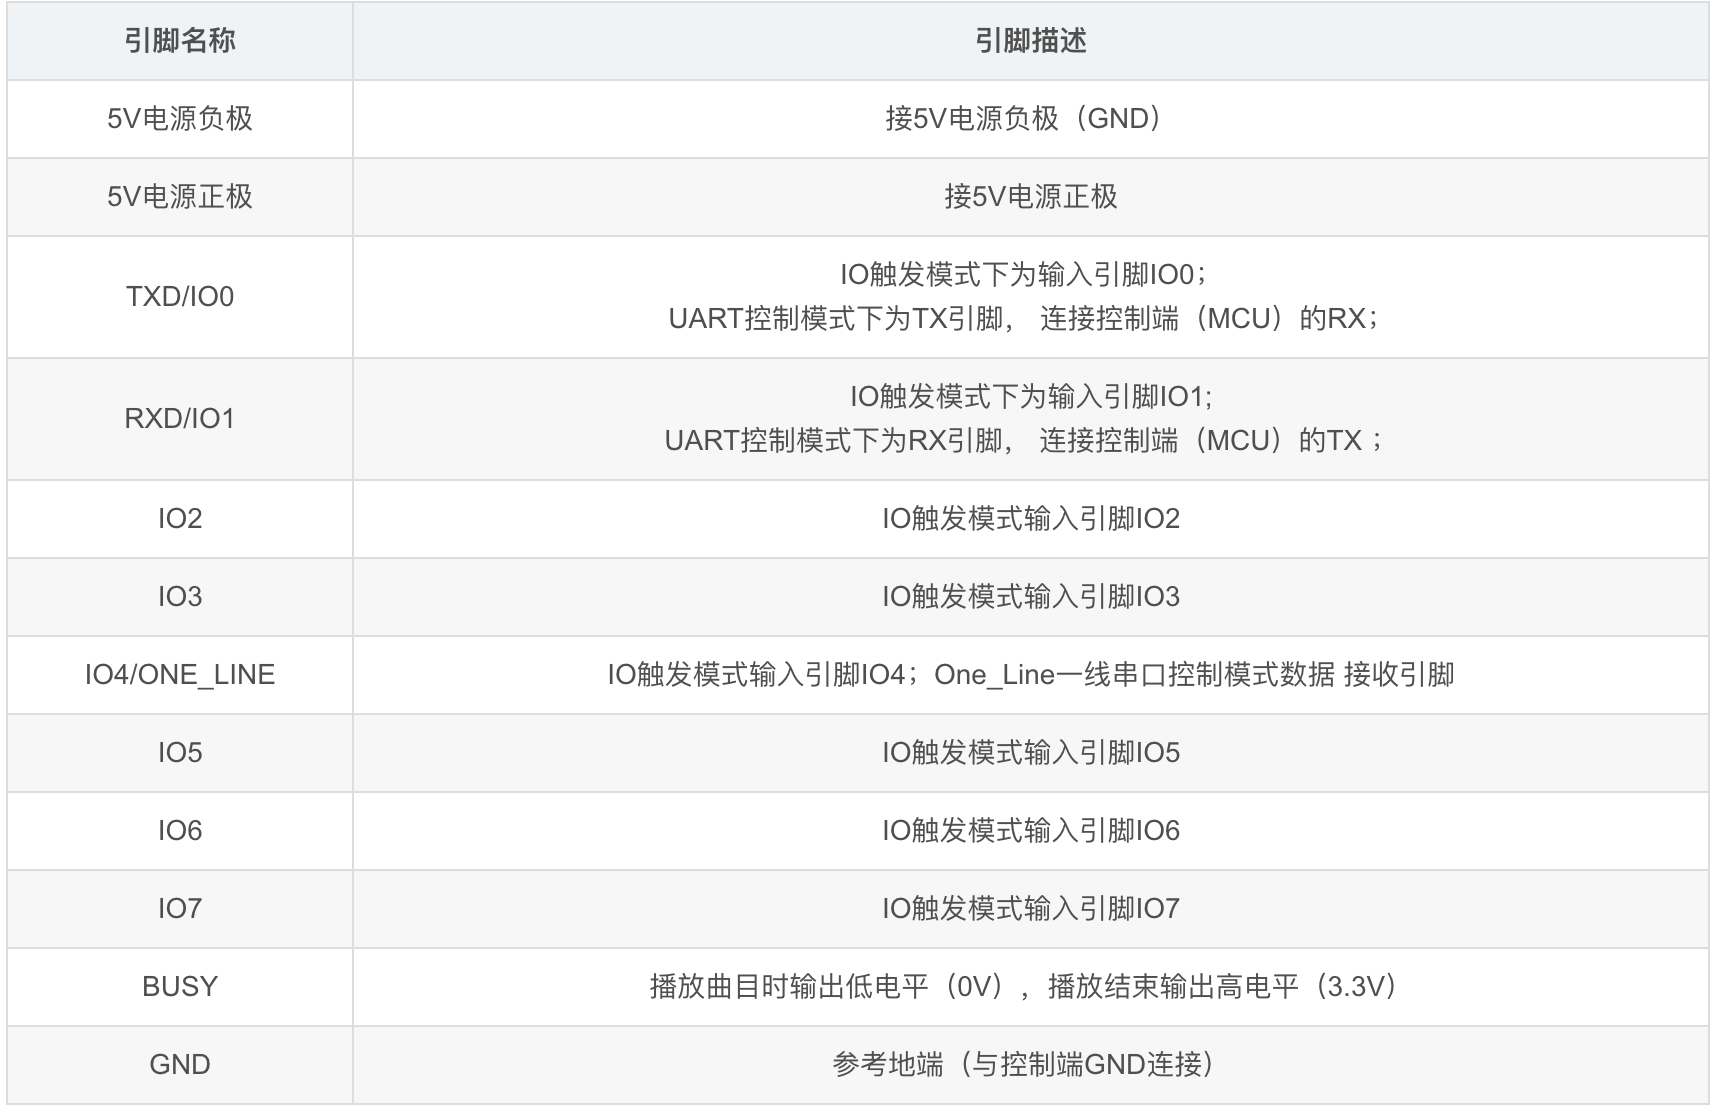 引脚名称 引脚描述
5V电源负极 接5V电源负极（GND）
5V电源正极 接5V电源正极
TXD/IO0 IO触发模式下为输入引脚IO0；
UART控制模式下为TX引脚， 连接控制端（MCU）的RX；
RXD/IO1 IO触发模式下为输入引脚IO1;
UART控制模式下为RX引脚， 连接控制端（MCU）的TX ；
IO2 IO触发模式输入引脚IO2
IO3 IO触发模式输入引脚IO3
IO4/ONE_LINE IO触发模式输入引脚IO4；One_Line一线串口控制模式数据 接收引脚
IO5 IO触发模式输入引脚IO5
IO6 IO触发模式输入引脚IO6
IO7 IO触发模式输入引脚IO7
BUSY 播放曲目时输出低电平（0V），播放结束输出高电平（3.3V）
GND 参考地端（与控制端GND连接）